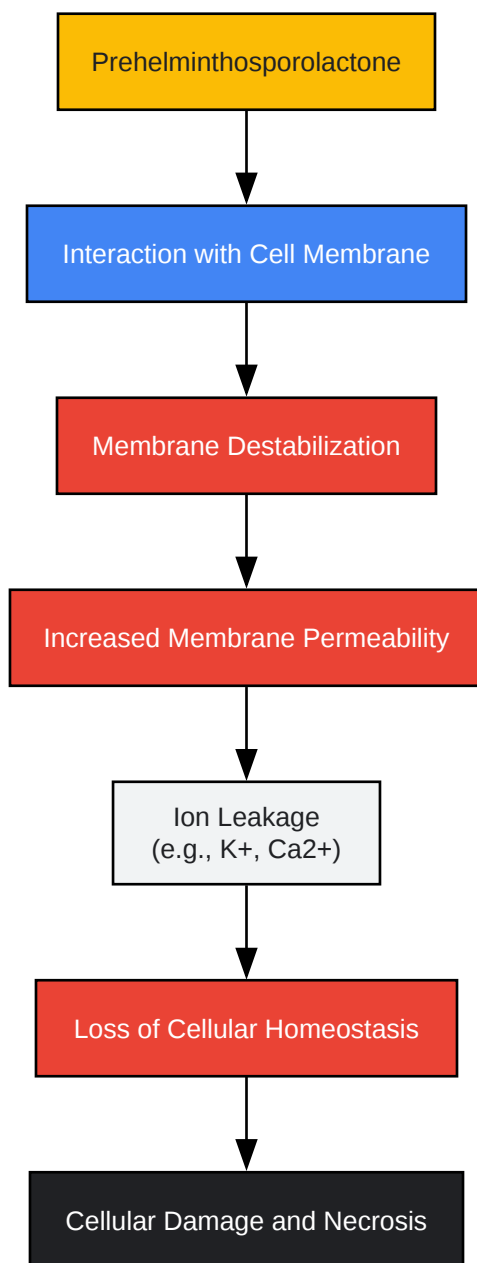 Prehelminthosporolactone
Interaction with Cell Membrane
Membrane Destabilization
Increased Membrane Permeability
Ion Leakage
(e.g., K+, Ca2+)
Loss of Cellular Homeostasis
Cellular Damage and Necrosis